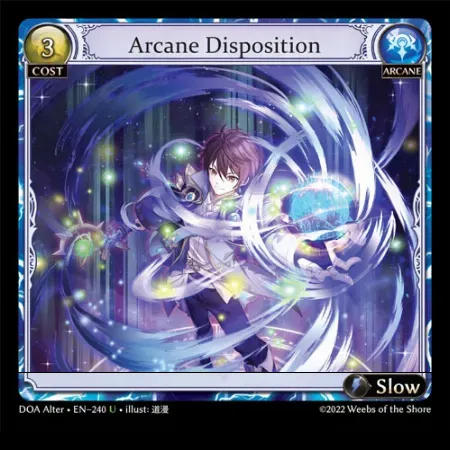 3
Arcane Disposition
COST
ARCANE
Slow
DOA Alter • EN-240 U • illust: 道漫
©2022 Weebs of the Shore